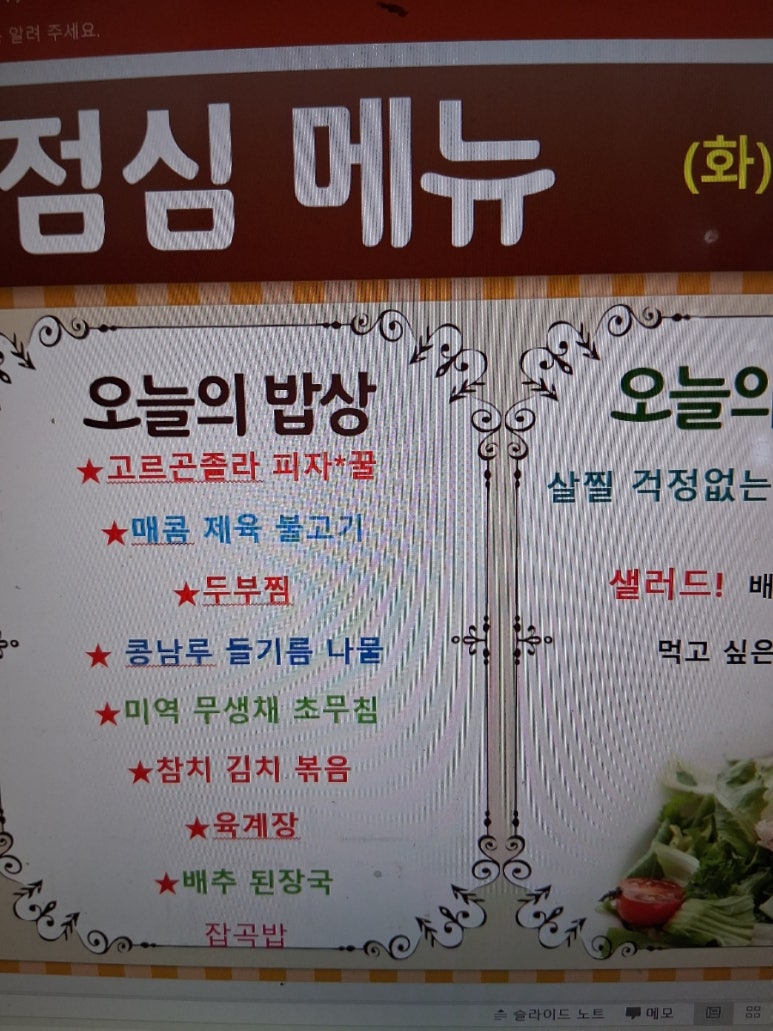 알려 주세요.
점심 메뉴 (화)
오늘의 밥상
★고르곤졸라 피자*꿀
★매콤 제육 불고기
★두부찜
★ 콩남루 들기름 나물
★미역 무생채 초무침
★참치 김치 볶음
★육계장
★배추 된장국
잡곡밥
오늘의
살찔 걱정없는
샐러드! 배
먹고 싶은
슬라이드 노트 메모